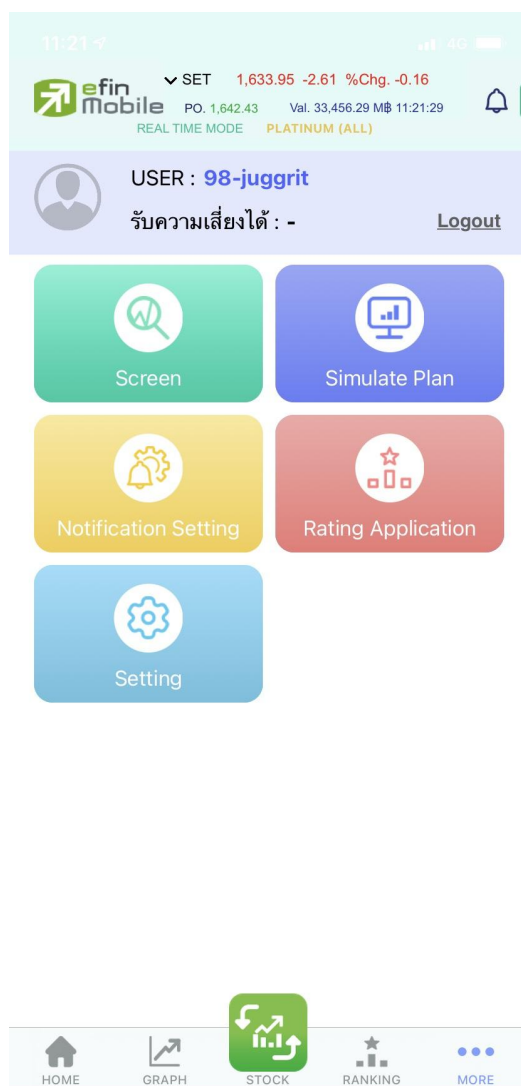 11:21 4G
efin Mobile
SET 1,633.95 -2.61 %Chg. -0.16
PO. 1,642.43 Val. 33,456.29 M฿ 11:21:29
REAL TIME MODE PLATINUM (ALL)
USER : 98-juggrit
รับความเสี่ยงได้ : - Logout
Screen Simulate Plan
Notification Setting Rating Application
Setting
HOME GRAPH STOCK RANKING MORE